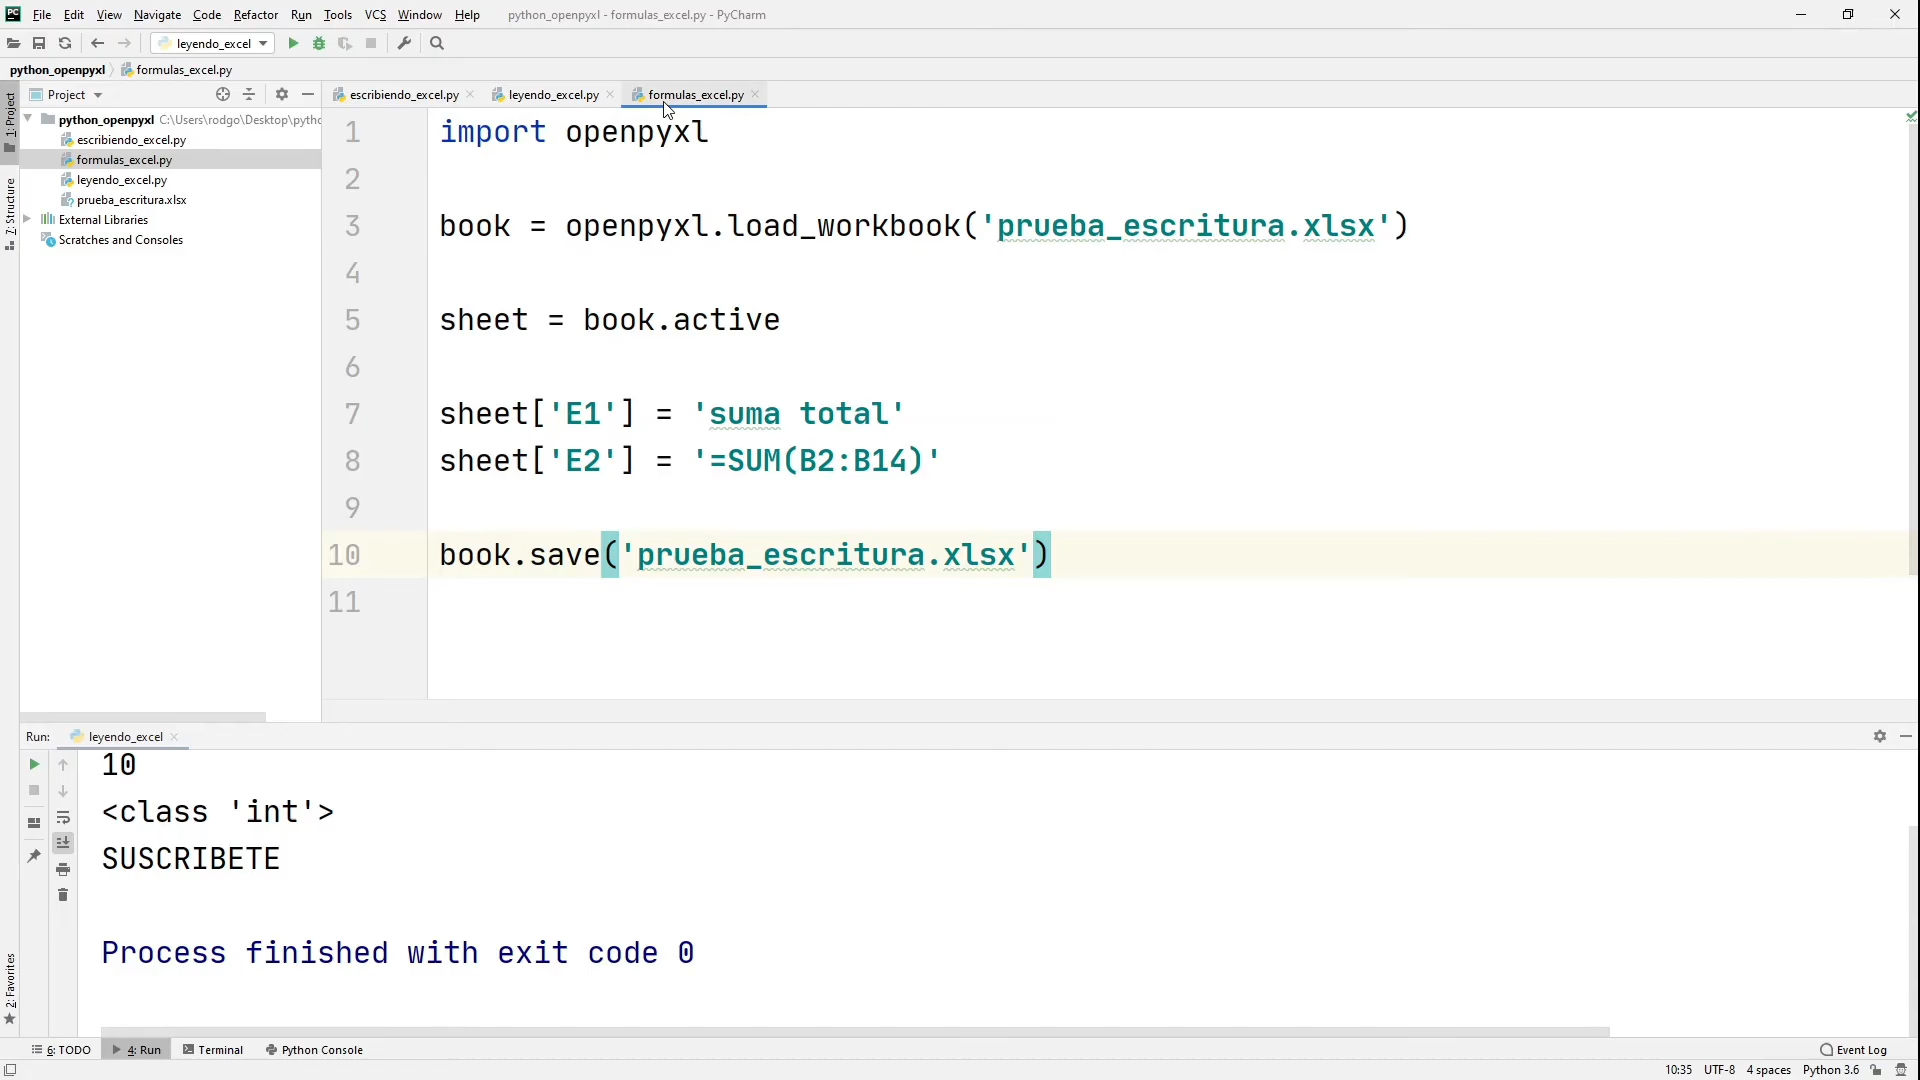 PC File Edit View Navigate Code Refactor Run Tools VCS Window Help python_openpyxl - formulas_excel.py - PyCharm
leyendo_excel
python_openpyxl formulas_excel.py
Project
escribiendo_excel.py leyendo_excel.py formulas_excel.py
1: Project
7: Structure
2: Favorites
python_openpyxl C:\Users\rodgo\Desktop\pytho
escribiendo_excel.py
formulas_excel.py
leyendo_excel.py
prueba_escritura.xlsx
External Libraries
Scratches and Consoles
1 import openpyxl
2
3 book = openpyxl.load_workbook('prueba_escritura.xlsx')
4
5 sheet = book.active
6
7 sheet['E1'] = 'suma total'
8 sheet['E2'] = '=SUM(B2:B14)'
9
10 book.save('prueba_escritura.xlsx')
11
Run: leyendo_excel
10
<class 'int'>
SUSCRIBETE
Process finished with exit code 0
6: TODO 4: Run Terminal Python Console Event Log
10:35 UTF-8 4 spaces Python 3.6